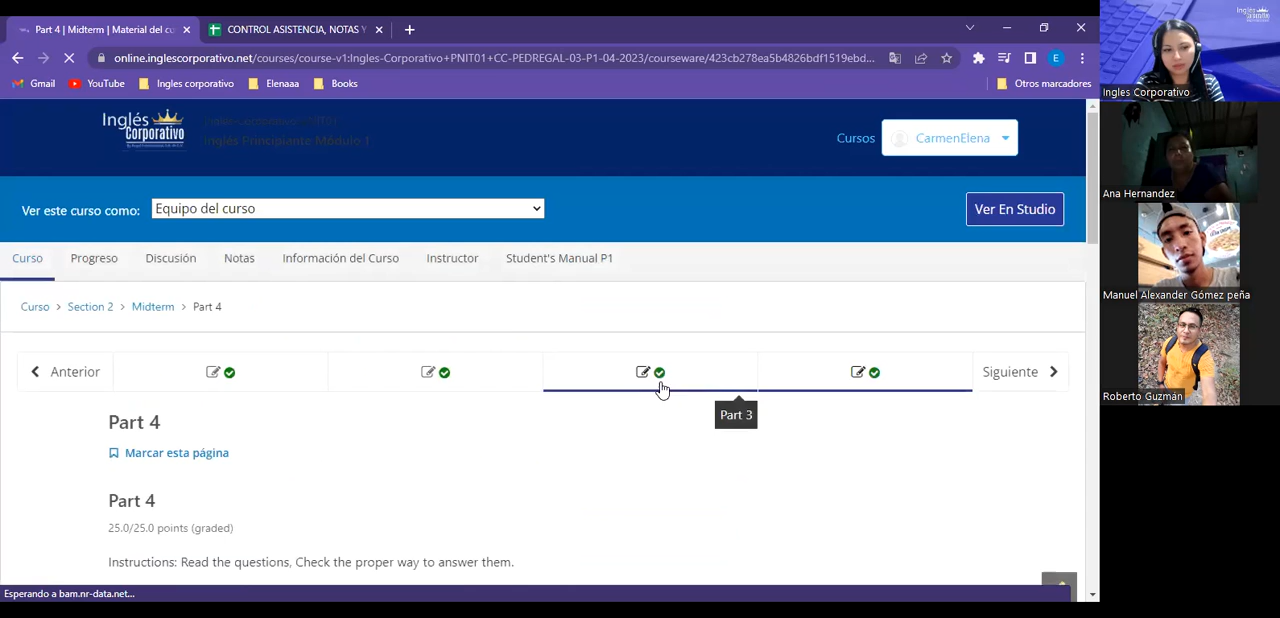 Part 4 | Midterm | Material del cu
CONTROL ASISTENCIA, NOTAS Y
online.inglescorporativo.net/courses/course-v1:Ingles-Corporativo+PNIT01+CC-PEDREGAL-03-P1-04-2023/courseware/423cb278ea5b4826bdf1519ebd...
E
Gmail
YouTube
Ingles corporativo
Elenaaa
Books
Otros marcadores
Inglés
Corporativo
Inglés Principiante Módulo 1
Cursos
CarmenElena
Ver este curso como:
Equipo del curso
Ver En Studio
Curso
Progreso
Discusión
Notas
Información del Curso
Instructor
Student's Manual P1
Curso > Section 2 > Midterm > Part 4
Anterior
Siguiente
Part 3
Part 4
Marcar esta página
Part 4
25.0/25.0 points (graded)
Instructions: Read the questions, Check the proper way to answer them.
Esperando a bam.nr-data.net...
Ingles Corporativo
Ana Hernandez
Manuel Alexander Gómez peña
Roberto Guzmán